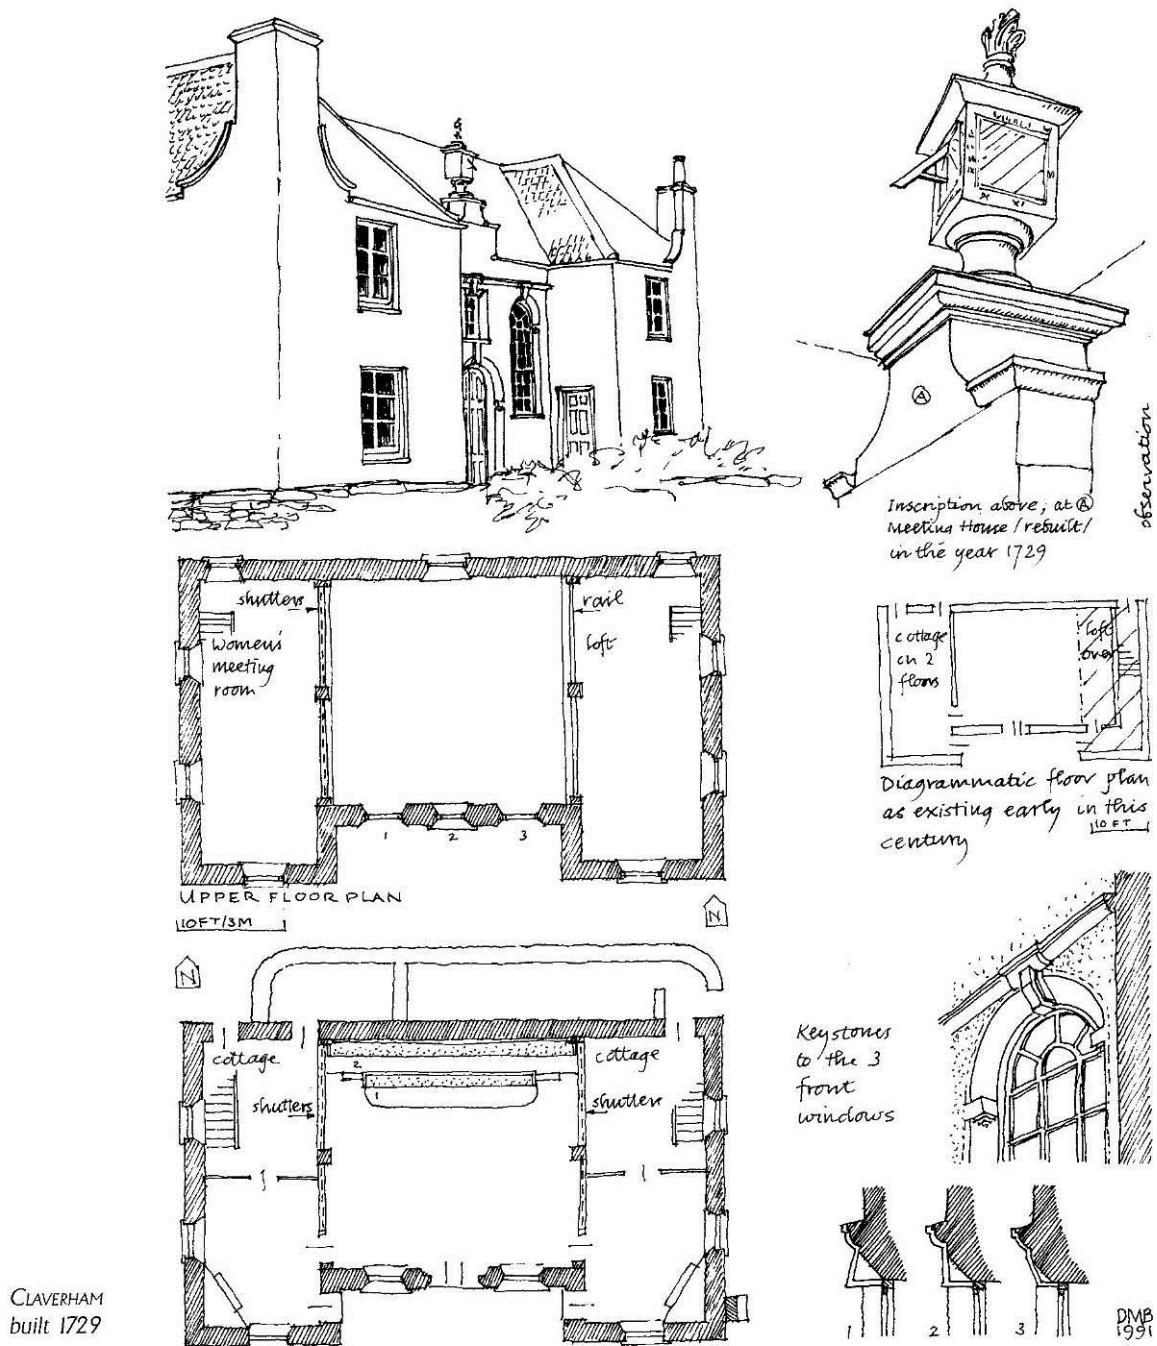 observation
A
Inscription above; at A
Meeting House / rebuilt /
in the year 1729
shutters
Women's
meeting
room
rail
loft
1
2
3
UPPER FLOOR PLAN
10FT/3M
N
cottage
on 2
floors
loft
over
Diagrammatic floor plan
as existing early in this
century
10 FT
N
cottage
shutters
2
1
cottage
shutters
Keystones
to the 3
front
windows
1
2
3
DMB
1991
CLAVERHAM
built 1729